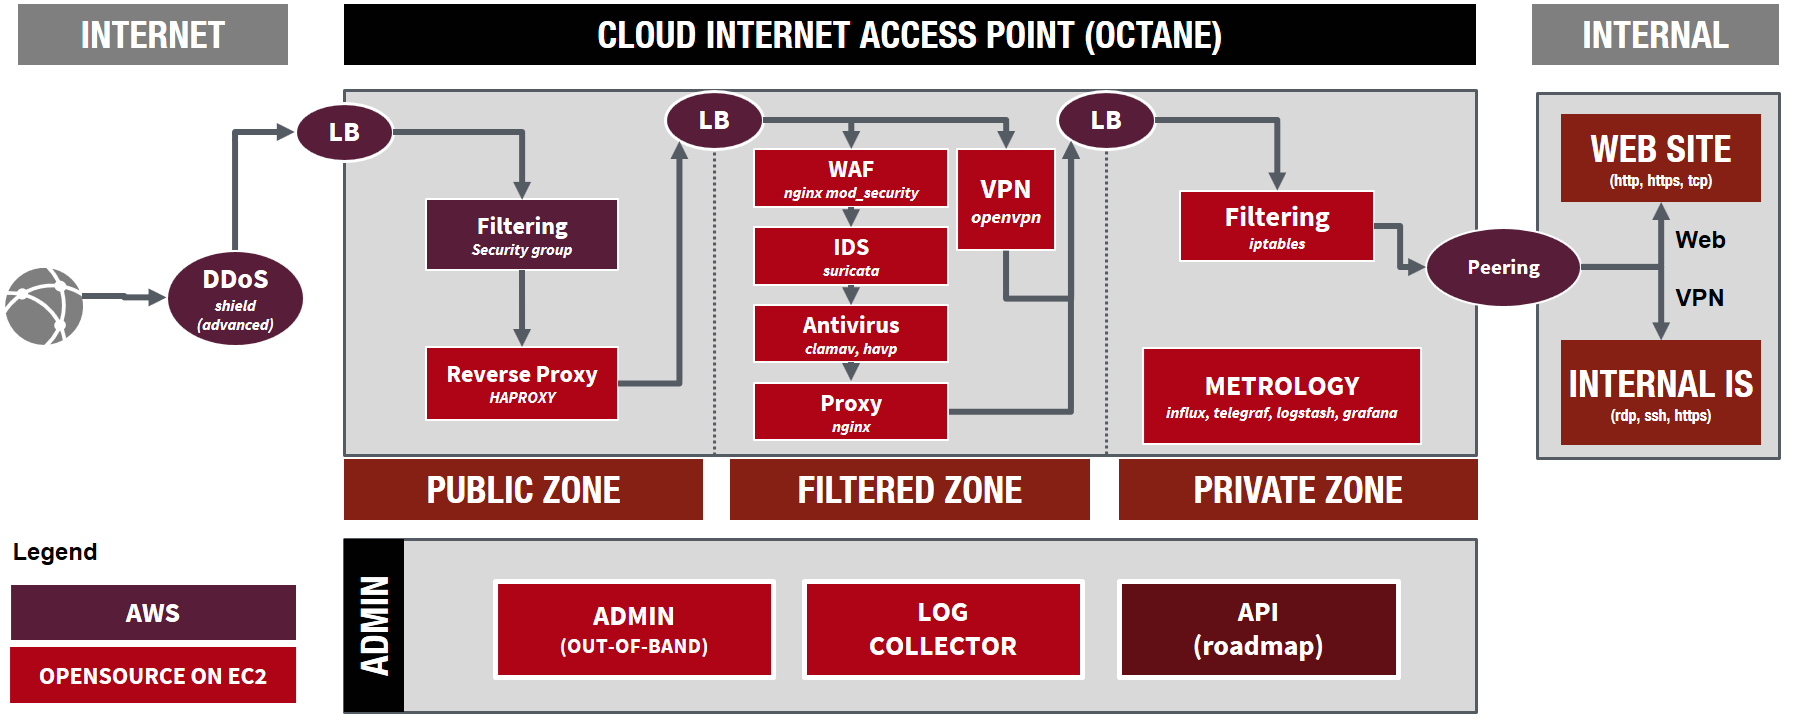 INTERNET
CLOUD INTERNET ACCESS POINT (OCTANE)
INTERNAL
DDoS
shield
(advanced)
LB
Filtering
Security group
Reverse Proxy
HAPROXY
LB
WAF
nginx mod_security
IDS
suricata
Antivirus
clamav, havp
Proxy
nginx
VPN
openvpn
LB
Filtering
iptables
METROLOGY
influx, telegraf, logstash, grafana
Peering
WEB SITE
(http, https, tcp)
Web
VPN
INTERNAL IS
(rdp, ssh, https)
PUBLIC ZONE
FILTERED ZONE
PRIVATE ZONE
Legend
AWS
OPENSOURCE ON EC2
ADMIN
ADMIN
(OUT-OF-BAND)
LOG
COLLECTOR
API
(roadmap)